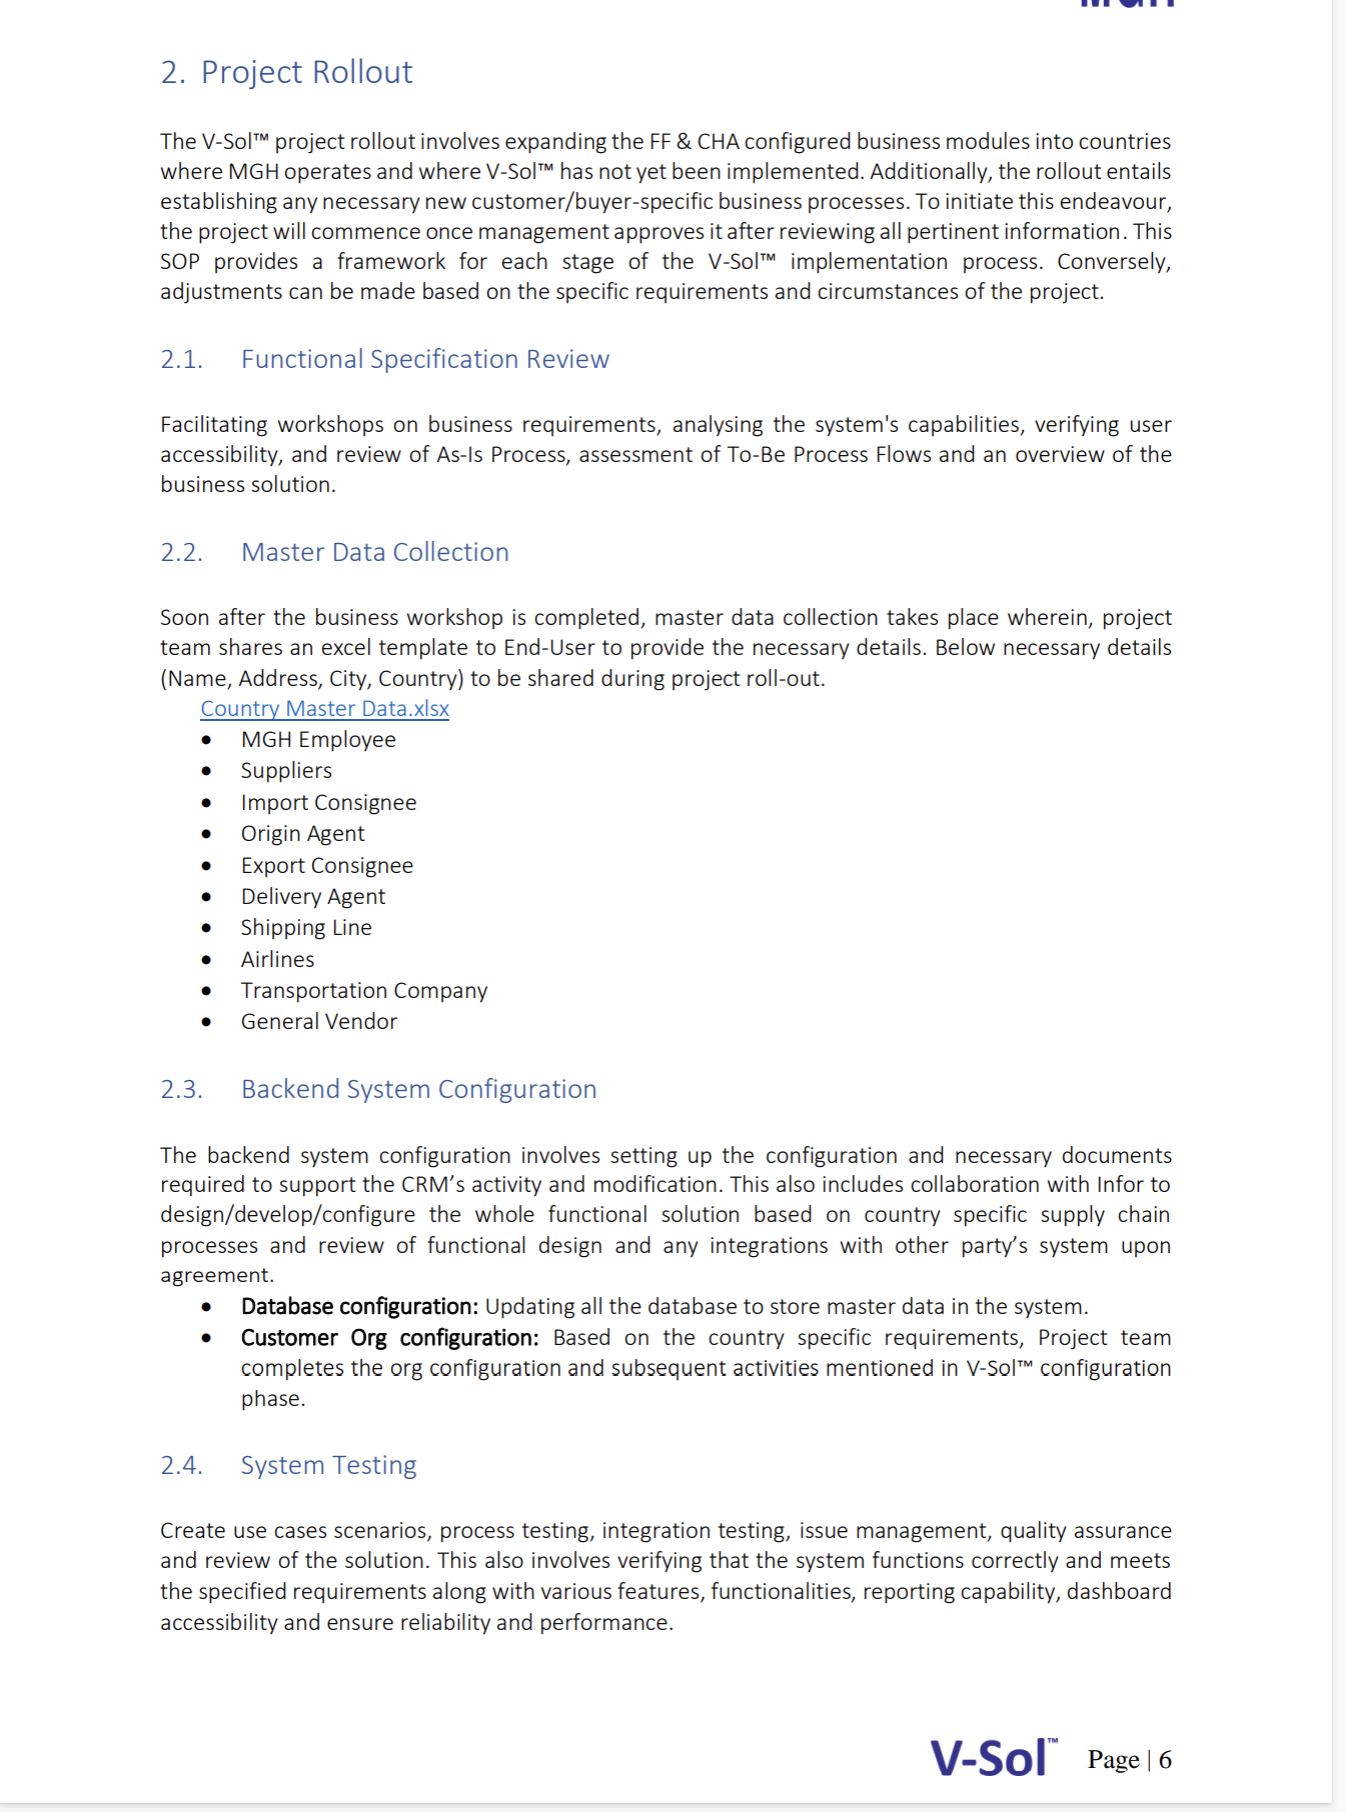 2. Project Rollout
The V-Sol™ project rollout involves expanding the FF & CHA configured business modules into countries
where MGH operates and where V-Sol™ has not yet been implemented. Additionally, the rollout entails
establishing any necessary new customer/buyer-specific business processes. To initiate this endeavour,
the project will commence once management approves it after reviewing all pertinent information. This
SOP provides a framework for each stage of the V-Sol™ implementation process. Conversely,
adjustments can be made based on the specific requirements and circumstances of the project.
2.1. Functional Specification Review
Facilitating workshops on business requirements, analysing the system's capabilities, verifying user
accessibility, and review of As-Is Process, assessment of To-Be Process Flows and an overview of the
business solution.
2.2. Master Data Collection
Soon after the business workshop is completed, master data collection takes place wherein, project
team shares an excel template to End-User to provide the necessary details. Below necessary details
(Name, Address, City, Country) to be shared during project roll-out.
Country Master Data.xlsx
• MGH Employee
• Suppliers
• Import Consignee
• Origin Agent
• Export Consignee
• Delivery Agent
• Shipping Line
• Airlines
• Transportation Company
• General Vendor
2.3. Backend System Configuration
The backend system configuration involves setting up the configuration and necessary documents
required to support the CRM’s activity and modification. This also includes collaboration with Infor to
design/develop/configure the whole functional solution based on country specific supply chain
processes and review of functional design and any integrations with other party’s system upon
agreement.
• Database configuration: Updating all the database to store master data in the system.
• Customer Org configuration: Based on the country specific requirements, Project team
completes the org configuration and subsequent activities mentioned in V-Sol™ configuration
phase.
2.4. System Testing
Create use cases scenarios, process testing, integration testing, issue management, quality assurance
and review of the solution. This also involves verifying that the system functions correctly and meets
the specified requirements along with various features, functionalities, reporting capability, dashboard
accessibility and ensure reliability and performance.
V-Sol™ Page | 6